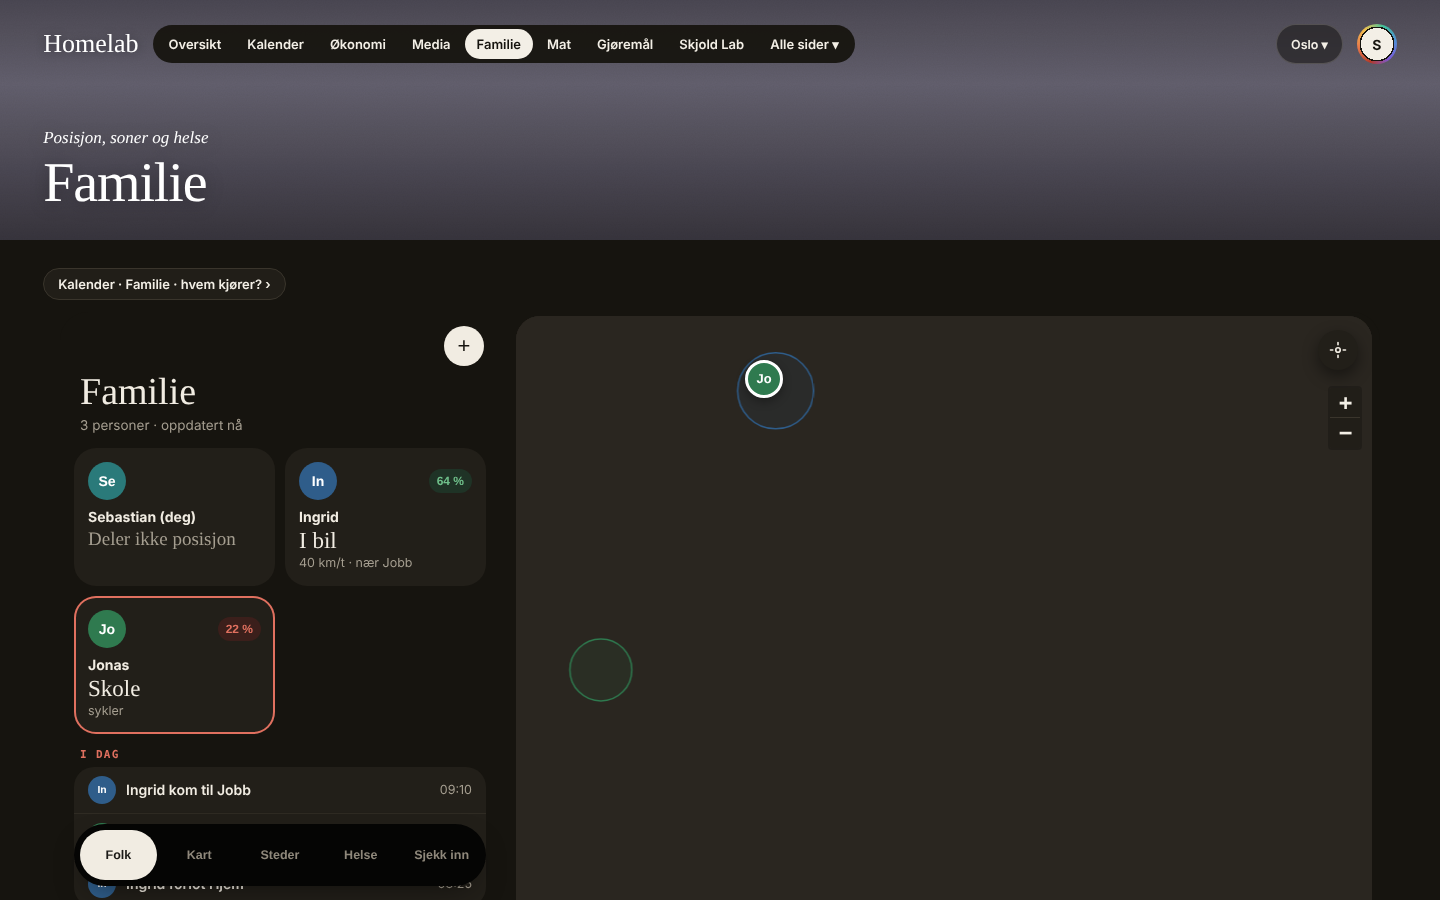 Homelab
Oversikt
Kalender
Økonomi
Media
Familie
Mat
Gjøremål
Skjold Lab
Alle sider ▾
Oslo ▾
S
Posisjon, soner og helse
Familie
Kalender · Familie · hvem kjører? ›
+
Familie
3 personer · oppdatert nå
Se
Sebastian (deg)
Deler ikke posisjon
In
64 %
Ingrid
I bil
40 km/t · nær Jobb
Jo
22 %
Jonas
Skole
sykler
I DAG
In
Ingrid kom til Jobb
09:10
Folk
Kart
Steder
Helse
Sjekk inn
Jo
+
−